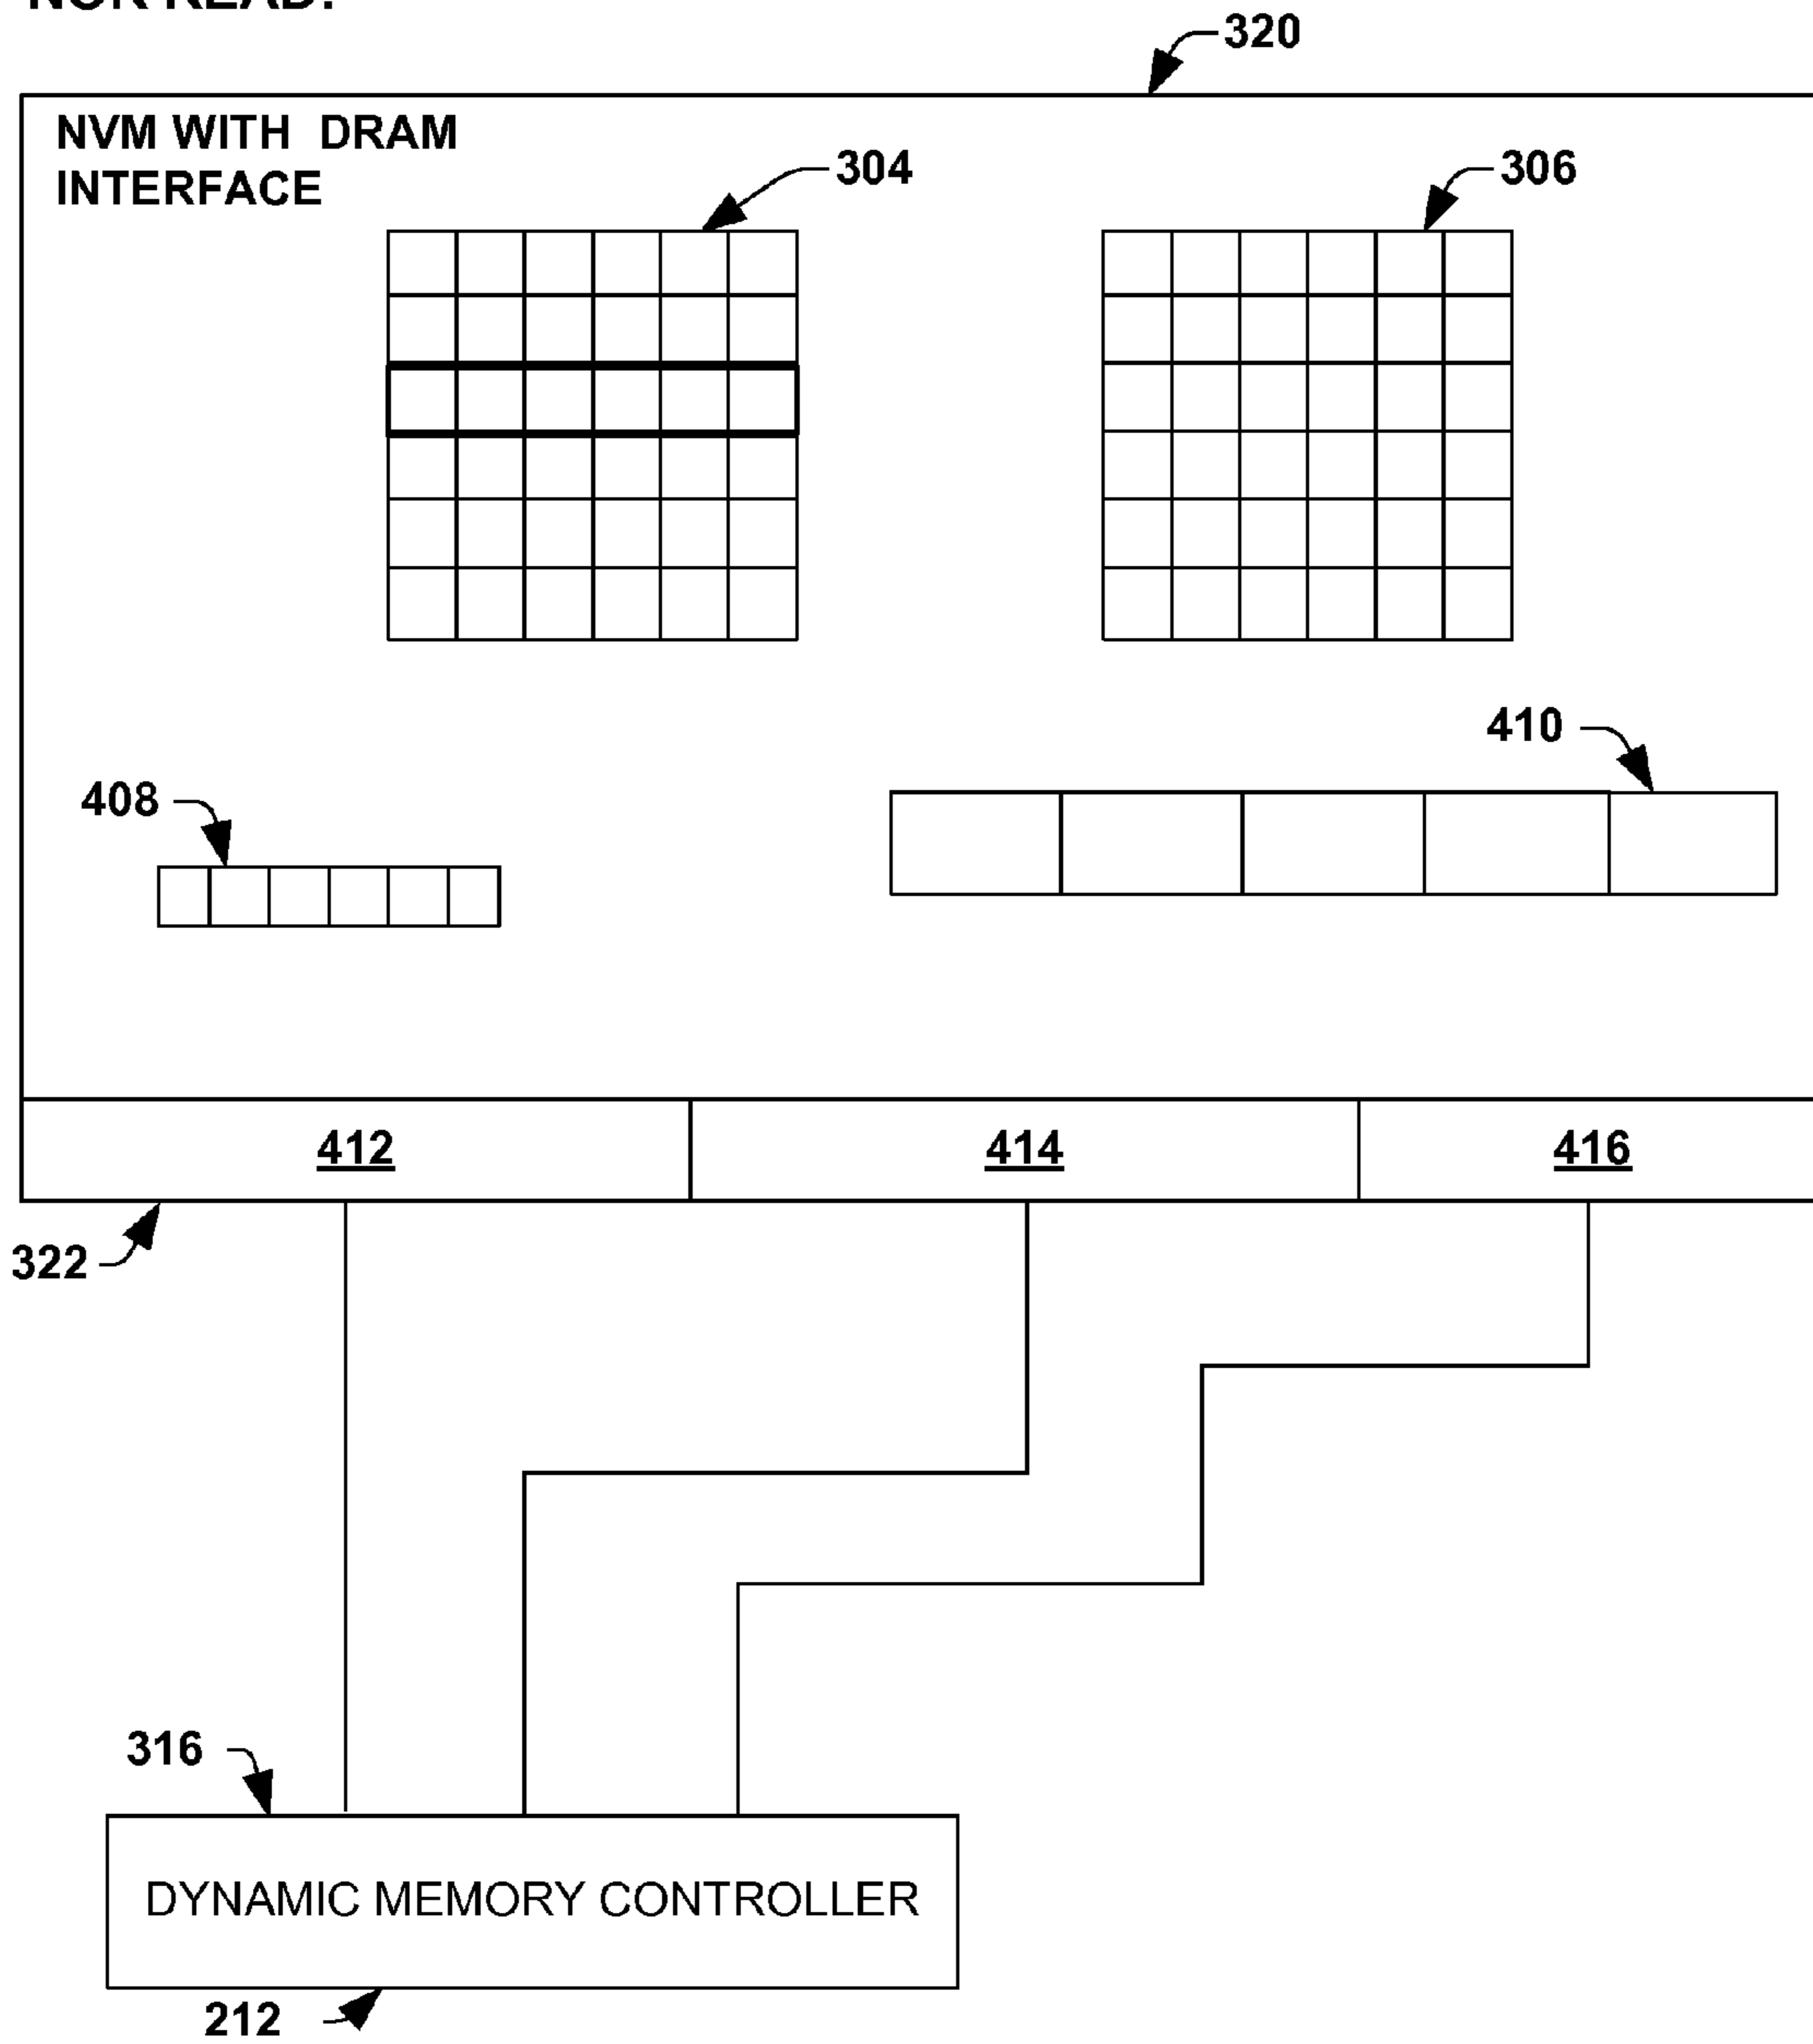 NOR READ:
320
NVM WITH DRAM
INTERFACE
304
306
410
408
412
414
416
322
316
DYNAMIC MEMORY CONTROLLER
212